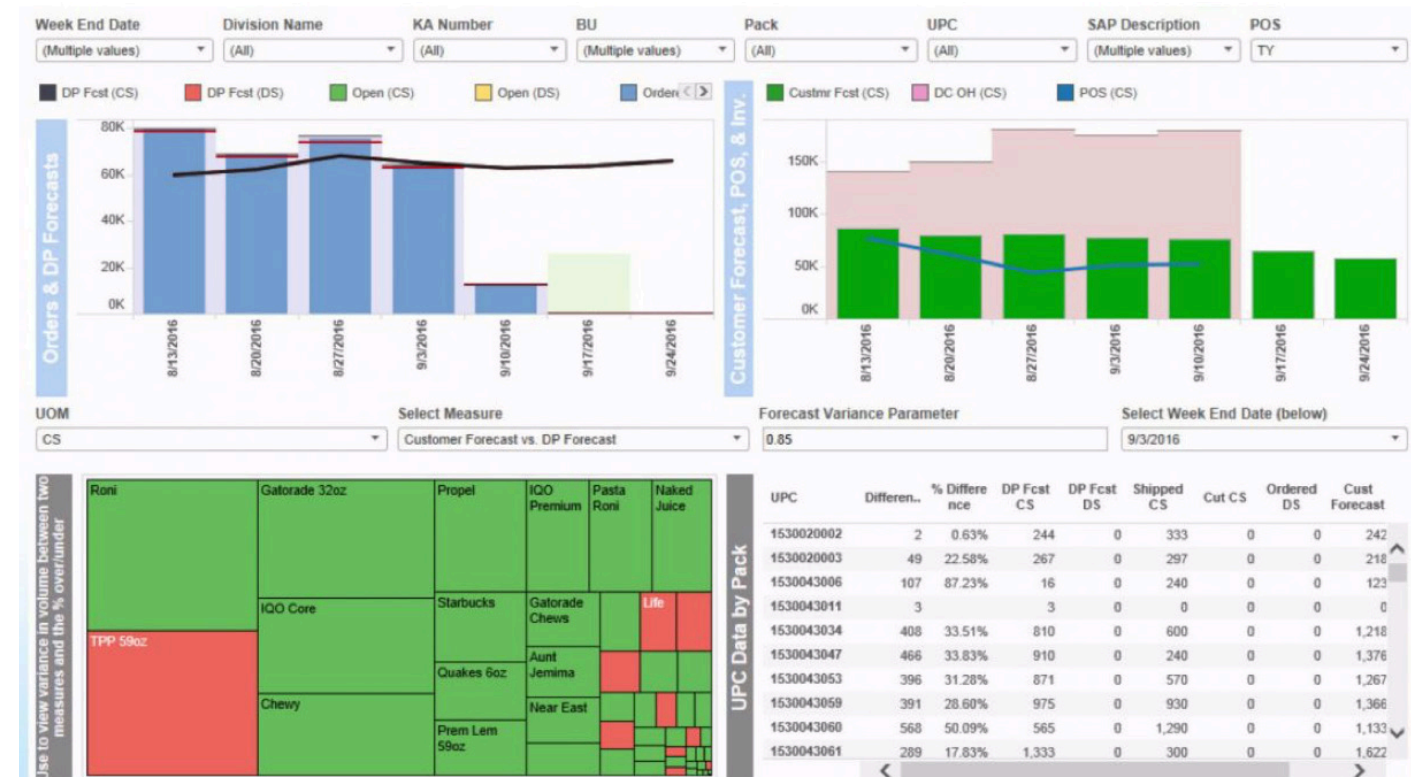 Week End Date Division Name KA Number BU Pack UPC SAP Description POS
(Multiple values) (All) (All) (Multiple values) (All) (All) (Multiple values) TY
DP Fcst (CS) DP Fcst (DS) Open (CS) Open (DS) Order
Custmr Fcst (CS) DC OH (CS) POS (CS)
Orders & DP Forecasts
80K
60K
40K
20K
0K
8/13/2016 8/20/2016 8/27/2016 9/3/2016 9/10/2016 9/17/2016 9/24/2016
Customer Forecast, POS, & Inv.
150K
100K
50K
0K
8/13/2016 8/20/2016 8/27/2016 9/3/2016 9/10/2016 9/17/2016 9/24/2016
UOM Select Measure Forecast Variance Parameter Select Week End Date (below)
CS Customer Forecast vs. DP Forecast 0.85 9/3/2016
Use to view variance in volume between two
measures and the % over/under
Roni
TPP 59oz
Gatorade 32oz
IQO Core
Chewy
Propel
Starbucks
Quakes 6oz
Prem Lem
59oz
IQO
Premium
Pasta
Roni
Naked
Juice
Gatorade
Chews
Life
Aunt
Jemima
Near East
UPC Data by Pack
UPC Differen.. % Differe
nce DP Fcst
CS DP Fcst
DS Shipped
CS Cut CS Ordered
DS Cust
Forecast
1530020002 2 0.63% 244 0 333 0 0 242
1530020003 49 22.58% 267 0 297 0 0 218
1530043006 107 87.23% 16 0 240 0 0 123
1530043011 3 3 0 0 0 0 0
1530043034 408 33.51% 810 0 600 0 0 1,218
1530043047 466 33.83% 910 0 240 0 0 1,376
1530043053 396 31.28% 871 0 570 0 0 1,267
1530043059 391 28.60% 975 0 930 0 0 1,366
1530043060 568 50.09% 565 0 1,290 0 0 1,133
1530043061 289 17.83% 1,333 0 300 0 0 1,622